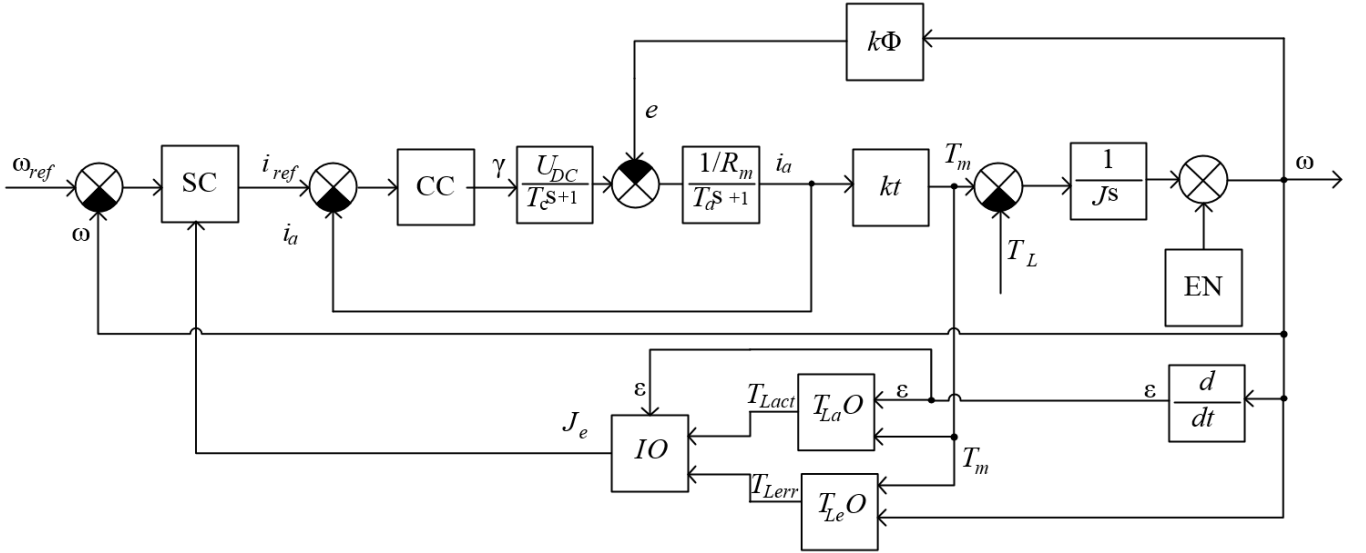 kΦ
e
ω_ref
SC
i_ref
CC
γ
U_DC
T_c s+1
1/R_m
T_a s +1
i_a
kt
T_m
1
Js
ω
ω
i_a
T_L
EN
ε
T_Lact
T_La O
ε
ε
d
dt
J_e
IO
T_m
T_Lerr
T_Le O